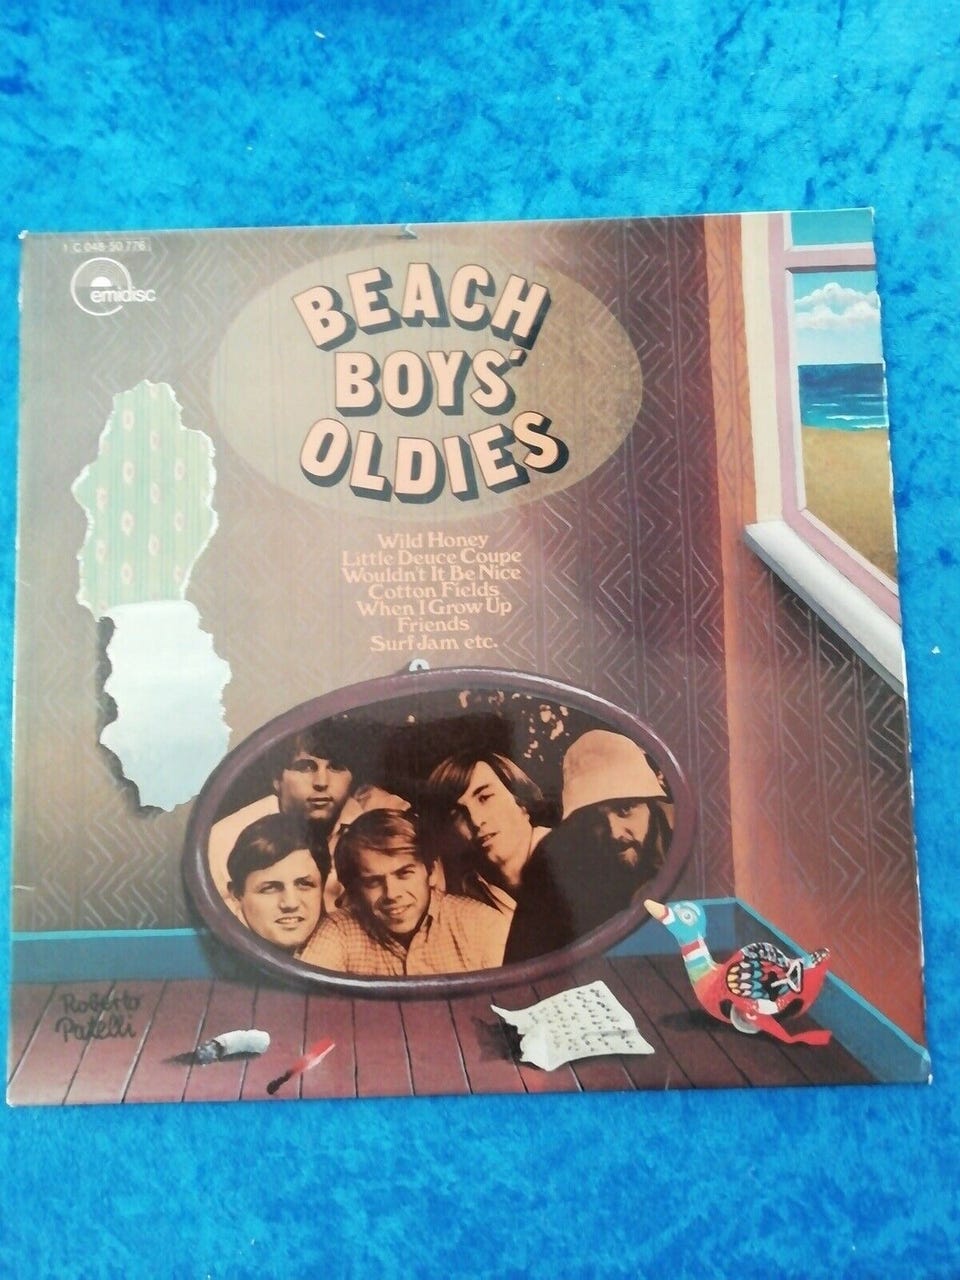 1 C 048-50 776
emidisc
BEACH
BOYS'
OLDIES
Wild Honey
Little Deuce Coupe
Wouldn't It Be Nice
Cotton Fields
When I Grow Up
Friends
Surf Jam etc.
Roberto
Patelli